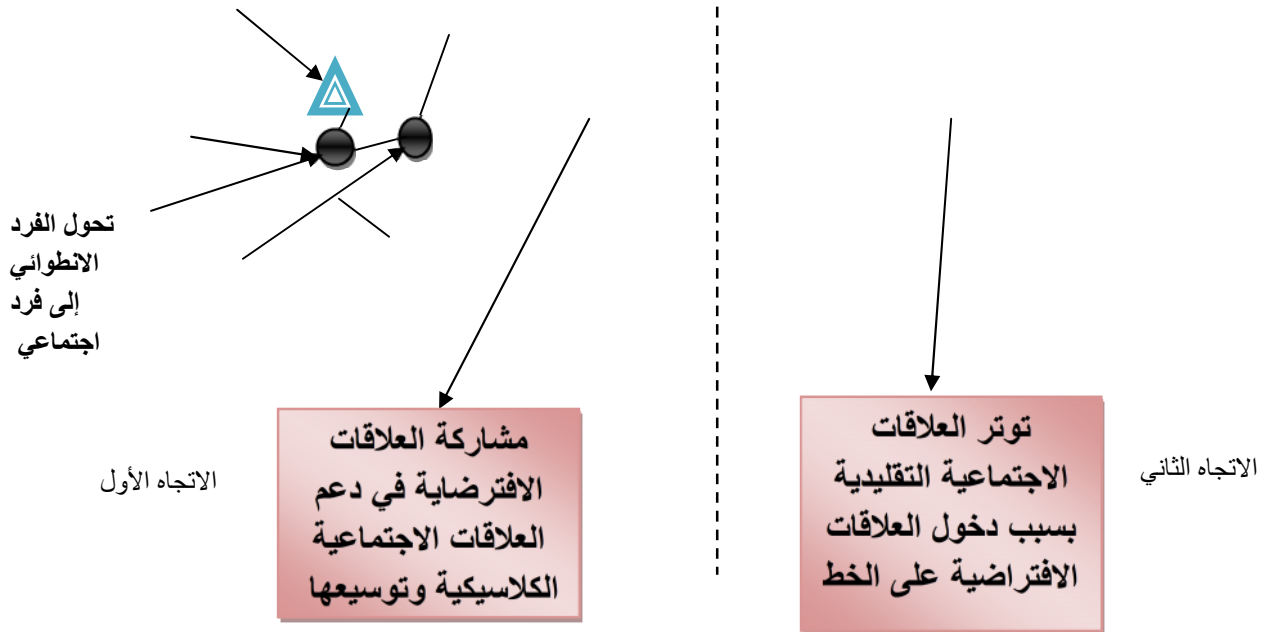 تحول الفرد
الانطوائي
إلى فرد
اجتماعي
توتر العلاقات
الاجتماعية التقليدية
بسبب دخول العلاقات
الافتراضية على الخط
الاتجاه الثاني
مشاركة العلاقات
الافترضاية في دعم
العلاقات الاجتماعية
الكلاسيكية وتوسيعها
الاتجاه الأول